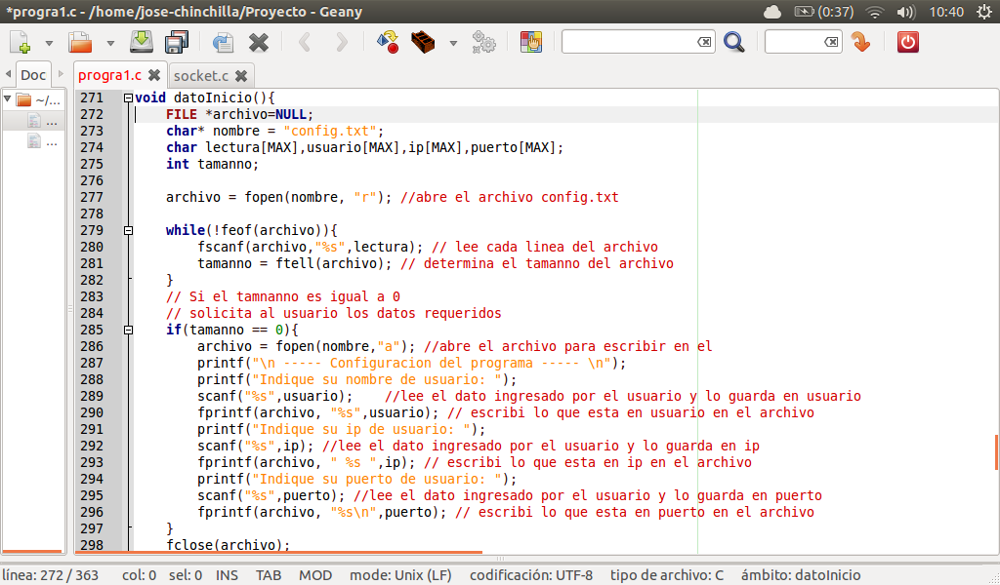 *progra1.c - /home/jose-chinchilla/Proyecto - Geany
(0:37)
10:40
Doc
progra1.c
socket.c
~/...
...
...
271 void datoInicio(){
272 FILE *archivo=NULL;
273 char* nombre = "config.txt";
274 char lectura[MAX],usuario[MAX],ip[MAX],puerto[MAX];
275 int tamanno;
276
277 archivo = fopen(nombre, "r"); //abre el archivo config.txt
278
279 while(!feof(archivo)){
280 fscanf(archivo,"%s",lectura); // lee cada linea del archivo
281 tamanno = ftell(archivo); // determina el tamanno del archivo
282 }
283 // Si el tamnanno es igual a 0
284 // solicita al usuario los datos requeridos
285 if(tamanno == 0){
286 archivo = fopen(nombre,"a"); //abre el archivo para escribir en el
287 printf("\n ----- Configuracion del programa ----- \n");
288 printf("Indique su nombre de usuario: ");
289 scanf("%s",usuario); //lee el dato ingresado por el usuario y lo guarda en usuario
290 fprintf(archivo, "%s",usuario); // escribi lo que esta en usuario en el archivo
291 printf("Indique su ip de usuario: ");
292 scanf("%s",ip); //lee el dato ingresado por el usuario y lo guarda en ip
293 fprintf(archivo, " %s ",ip); // escribi lo que esta en ip en el archivo
294 printf("Indique su puerto de usuario: ");
295 scanf("%s",puerto); //lee el dato ingresado por el usuario y lo guarda en puerto
296 fprintf(archivo, "%s\n",puerto); // escribi lo que esta en puerto en el archivo
297 }
298 fclose(archivo);
línea: 272 / 363 col: 0 sel: 0 INS TAB MOD mode: Unix (LF) codificación: UTF-8 tipo de archivo: C ámbito: datoInicio